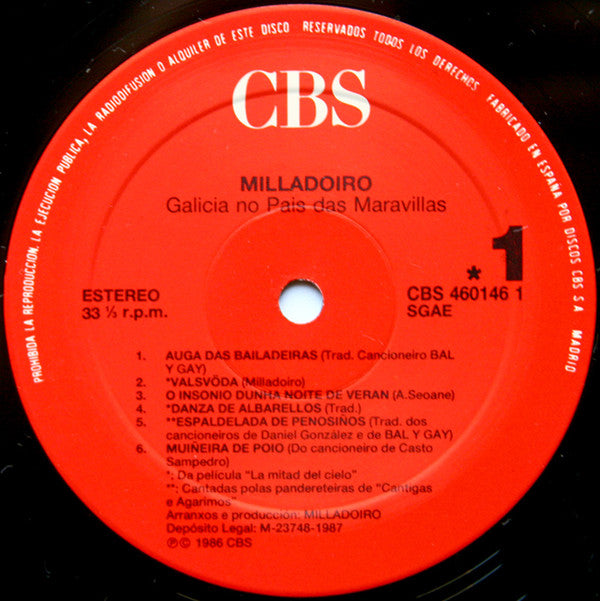 PROHIBIDA LA REPRODUCCION, LA EJECUCION PUBLICA, LA RADIODIFUSION O ALQUILER DE ESTE DISCO RESERVADOS TODOS LOS DERECHOS. FABRICADO EN ESPAÑA POR DISCOS CBS S.A. MADRID
CBS
MILLADOIRO
Galicia no Pais das Maravillas
* 1
ESTEREO
33 ⅓ r.p.m.
CBS 460146 1
SGAE
1. AUGA DAS BAILADEIRAS (Trad. Cancioneiro BAL
Y GAY)
2. *VALSVÖDA (Milladoiro)
3. O INSONIO DUNHA NOITE DE VERAN (A.Seoane)
4. *DANZA DE ALBARELLOS (Trad.)
5. **ESPALDELADA DE PENOSIÑOS (Trad. dos
cancioneiros de Daniel González e de BAL Y GAY)
6. MUIÑEIRA DE POIO (Do cancioneiro de Casto
Sampedro)
*: Da película "La mitad del cielo"
**: Cantadas polas pandereteiras de "Cantigas
e Agarimos"
Arranxos e producción: MILLADOIRO
Depósito Legal: M-23748-1987
℗© 1986 CBS